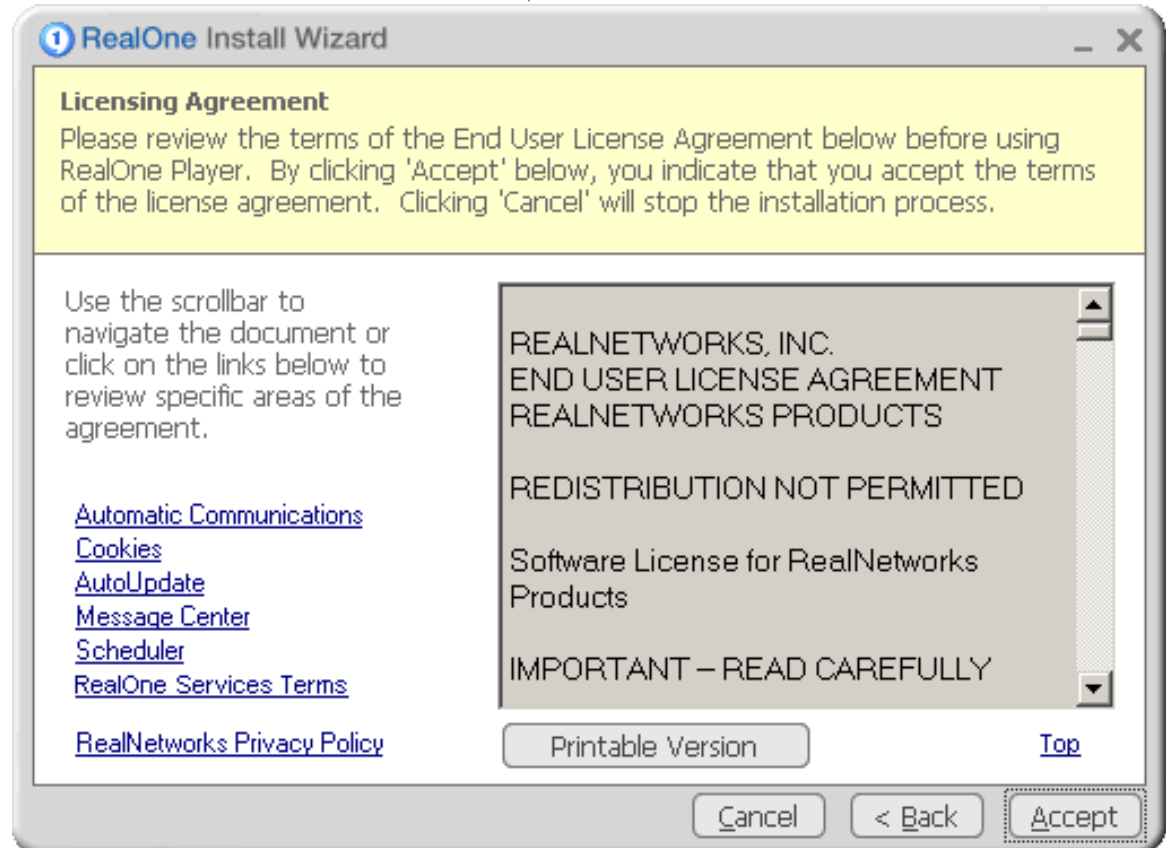 RealOne Install Wizard
Licensing Agreement
Please review the terms of the End User License Agreement below before using
RealOne Player. By clicking 'Accept' below, you indicate that you accept the terms
of the license agreement. Clicking 'Cancel' will stop the installation process.
Use the scrollbar to
navigate the document or
click on the links below to
review specific areas of the
agreement.
Automatic Communications
Cookies
AutoUpdate
Message Center
Scheduler
RealOne Services Terms
RealNetworks Privacy Policy
REALNETWORKS, INC.
END USER LICENSE AGREEMENT
REALNETWORKS PRODUCTS
REDISTRIBUTION NOT PERMITTED
Software License for RealNetworks
Products
IMPORTANT – READ CAREFULLY
Printable Version
Top
Cancel
< Back
Accept